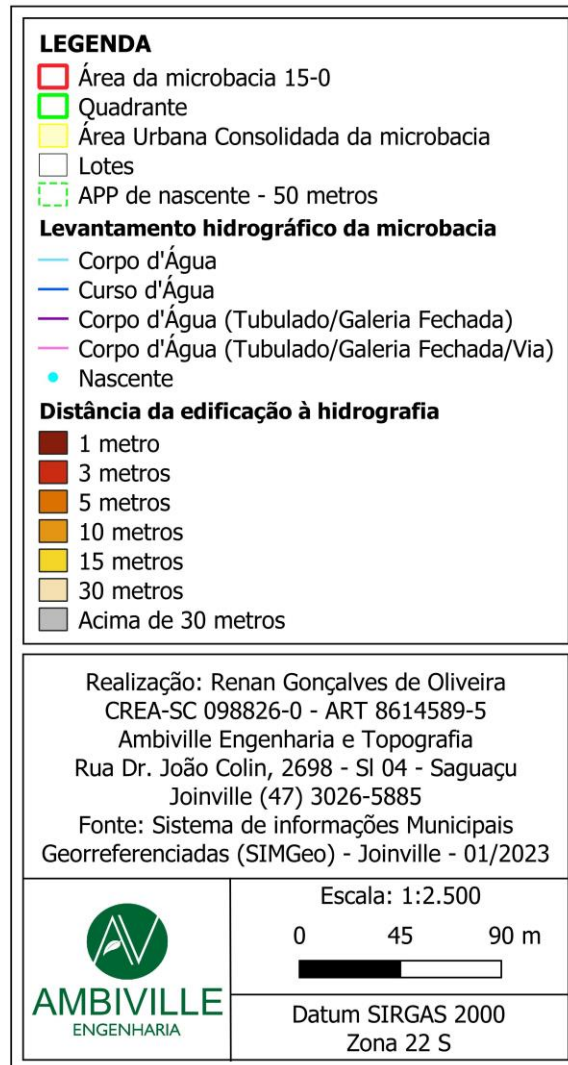 LEGENDA
Área da microbacia 15-0
Quadrante
Área Urbana Consolidada da microbacia
Lotes
APP de nascente - 50 metros
Levantamento hidrográfico da microbacia
Corpo d'Água
Curso d'Água
Corpo d'Água (Tubulado/Galeria Fechada)
Corpo d'Água (Tubulado/Galeria Fechada/Via)
Nascente
Distância da edificação à hidrografia
1 metro
3 metros
5 metros
10 metros
15 metros
30 metros
Acima de 30 metros
Realização: Renan Gonçalves de Oliveira
CREA-SC 098826-0 - ART 8614589-5
Ambiville Engenharia e Topografia
Rua Dr. João Colin, 2698 - Sl 04 - Saguaçu
Joinville (47) 3026-5885
Fonte: Sistema de informações Municipais
Georreferenciadas (SIMGeo) - Joinville - 01/2023
AMBIVILLE
ENGENHARIA
Escala: 1:2.500
0 45 90 m
Datum SIRGAS 2000
Zona 22 S